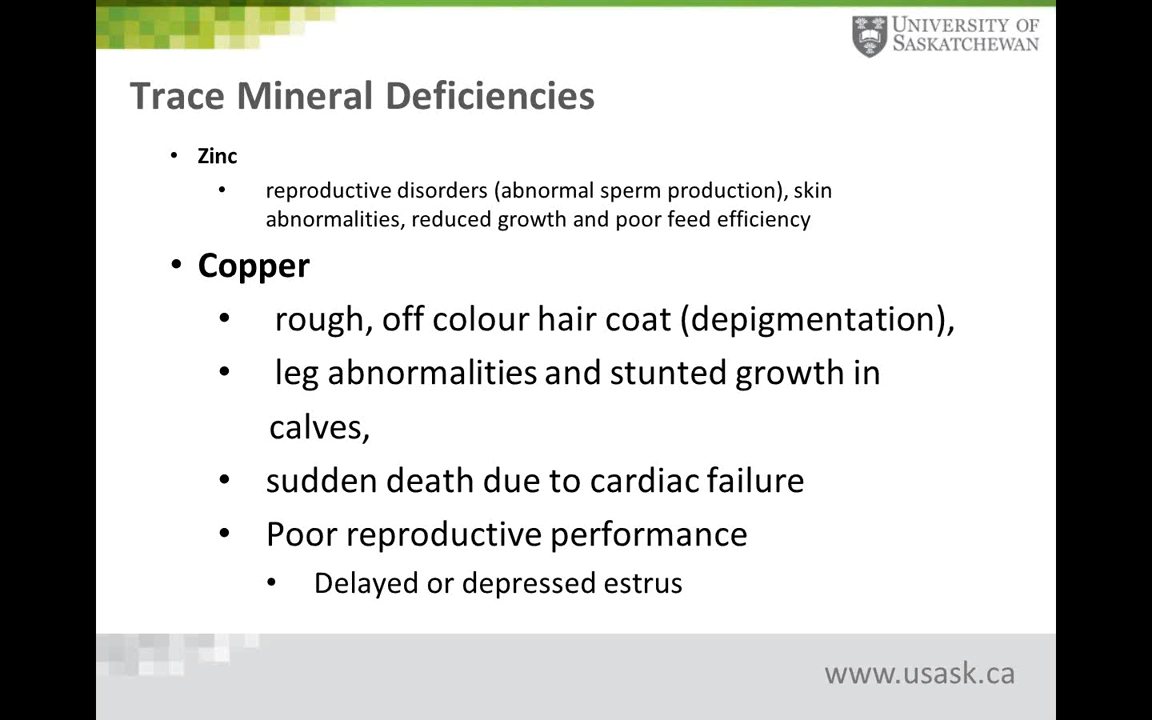 UNIVERSITY OF
SASKATCHEWAN
Trace Mineral Deficiencies
• Zinc
• reproductive disorders (abnormal sperm production), skin
abnormalities, reduced growth and poor feed efficiency
• Copper
• rough, off colour hair coat (depigmentation),
• leg abnormalities and stunted growth in
calves,
• sudden death due to cardiac failure
• Poor reproductive performance
• Delayed or depressed estrus
www.usask.ca